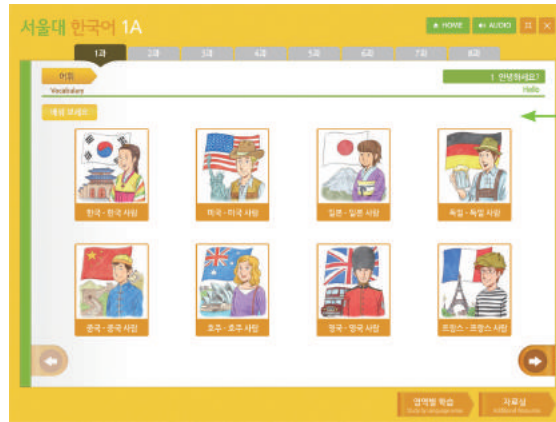 서울대 한국어 1A
HOME AUDIO
1과 2과 3과 4과 5과 6과 7과 8과
어휘 1. 안녕하세요?
Vocabulary Hello
한국 - 한국 사람 미국 - 미국 사람 일본 - 일본 사람 독일 - 독일 사람
중국 - 중국 사람 호주 - 호주 사람 영국 - 영국 사람 프랑스 - 프랑스 사람
영역별 학습 자료실